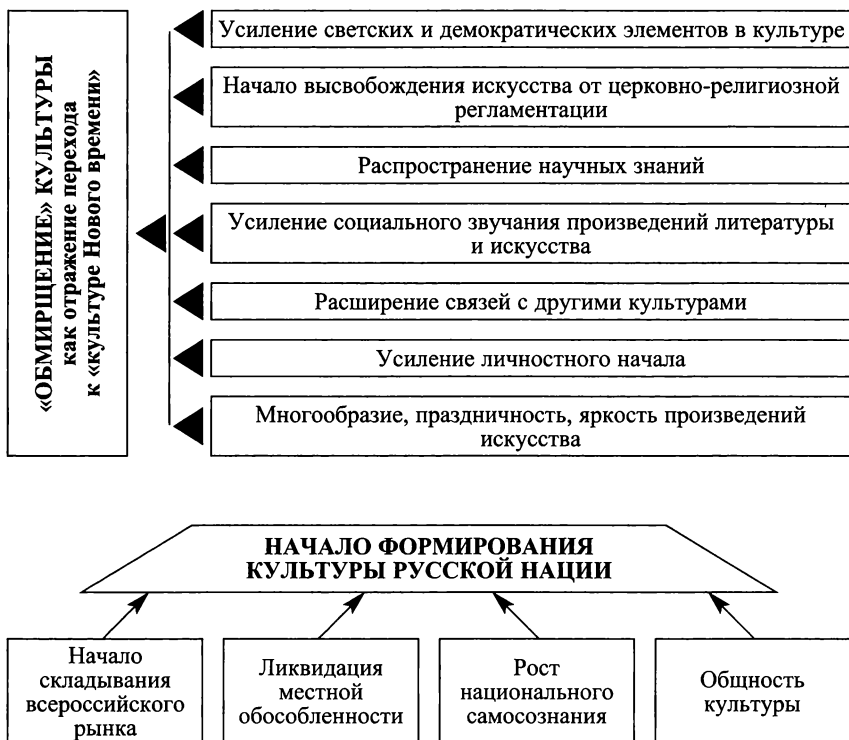 «ОБМИРЩЕНИЕ» КУЛЬТУРЫ
как отражение перехода
к «культуре Нового времени»
Усиление светских и демократических элементов в культуре
Начало высвобождения искусства от церковно-религиозной
регламентации
Распространение научных знаний
Усиление социального звучания произведений литературы
и искусства
Расширение связей с другими культурами
Усиление личностного начала
Многообразие, праздничность, яркость произведений
искусства
НАЧАЛО ФОРМИРОВАНИЯ
КУЛЬТУРЫ РУССКОЙ НАЦИИ
Начало
складывания
всероссийского
рынка
Ликвидация
местной
обособленности
Рост
национального
самосознания
Общность
культуры